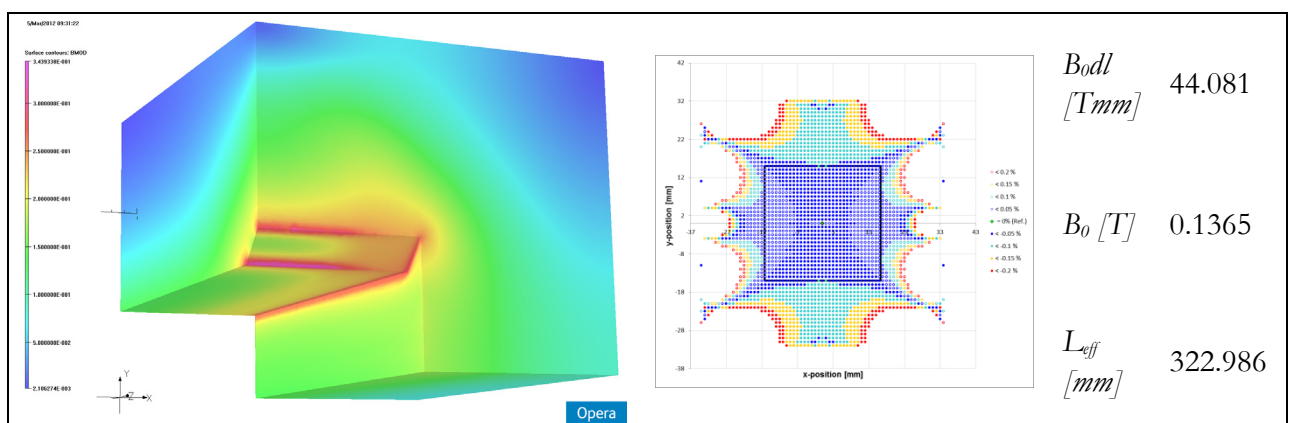 5/Mar/2012 09:31:22
Surface contours: BMOD
3.439330E-001
3.000000E-001
2.500000E-001
2.000000E-001
1.500000E-001
1.000000E-001
5.000000E-002
2.105274E-003
Y
Z
X
Opera
42
32
22
12
2
-8
-18
-28
-38
-37
-27
33
43
y-position [mm]
x-position [mm]
< 0.2 %
< 0.15 %
< 0.1 %
< 0.05 %
= 0% (Ref.)
< -0.05 %
< -0.1 %
< -0.15 %
< -0.2 %
B₀dl
[Tmm]
44.081
B₀ [T]
0.1365
L_eff
[mm]
322.986